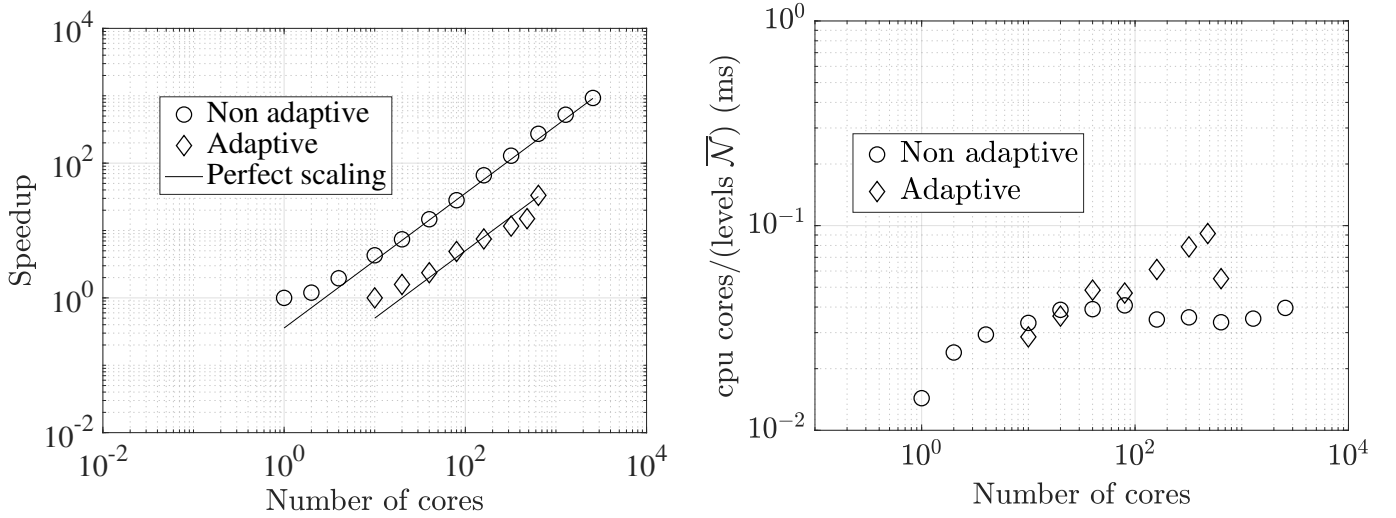 10^4
10^2
10^0
10^-2
Speedup
Non adaptive
Adaptive
Perfect scaling
10^-2
10^0
10^2
10^4
Number of cores
10^0
10^-1
10^-2
cpu cores/(levels \overline{𝒩}) (ms)
Non adaptive
Adaptive
10^0
10^2
10^4
Number of cores